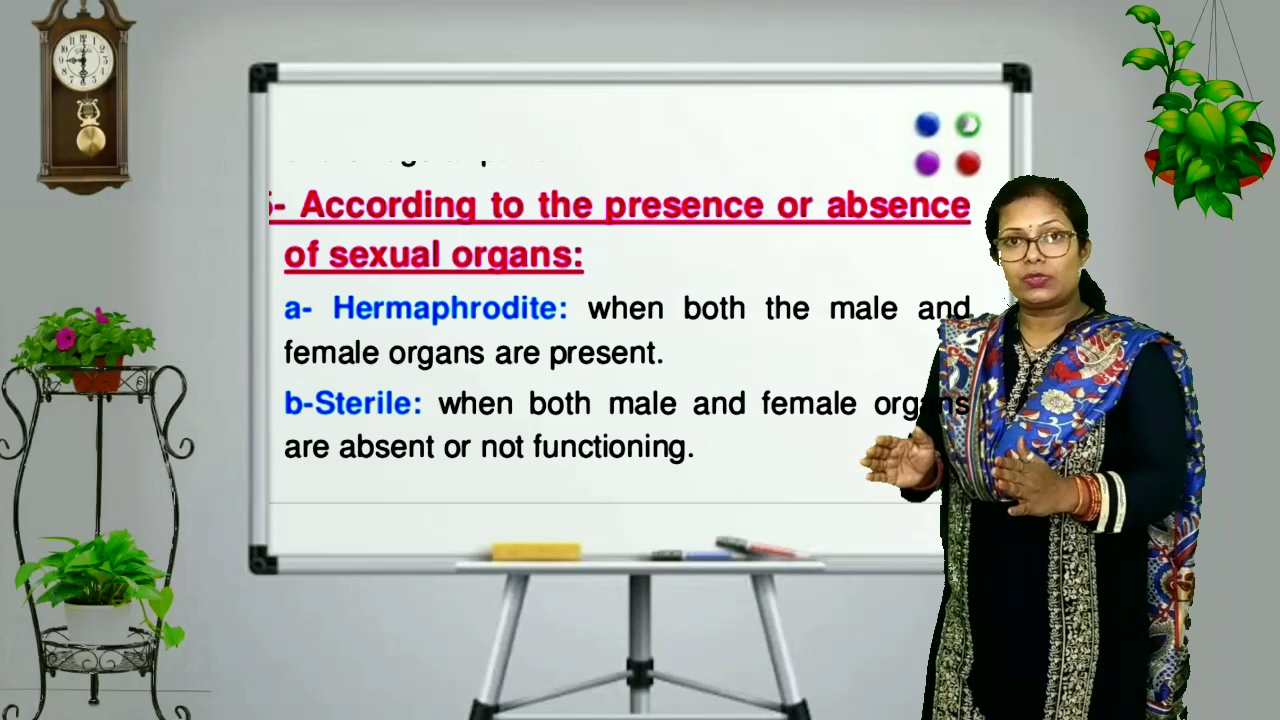 - According to the presence or absence
of sexual organs:
a- Hermaphrodite: when both the male and
female organs are present.
b-Sterile: when both male and female organs
are absent or not functioning.